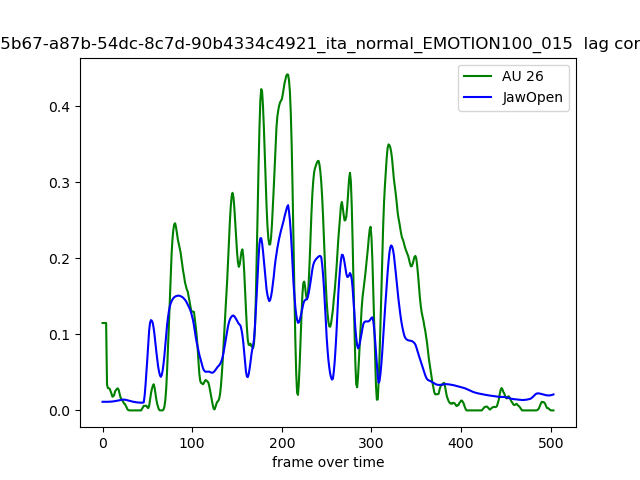 5b67-a87b-54dc-8c7d-90b4334c4921_ita_normal_EMOTION100_015 lag cor
AU 26
JawOpen
0.4
0.3
0.2
0.1
0.0
0 100 200 300 400 500
frame over time